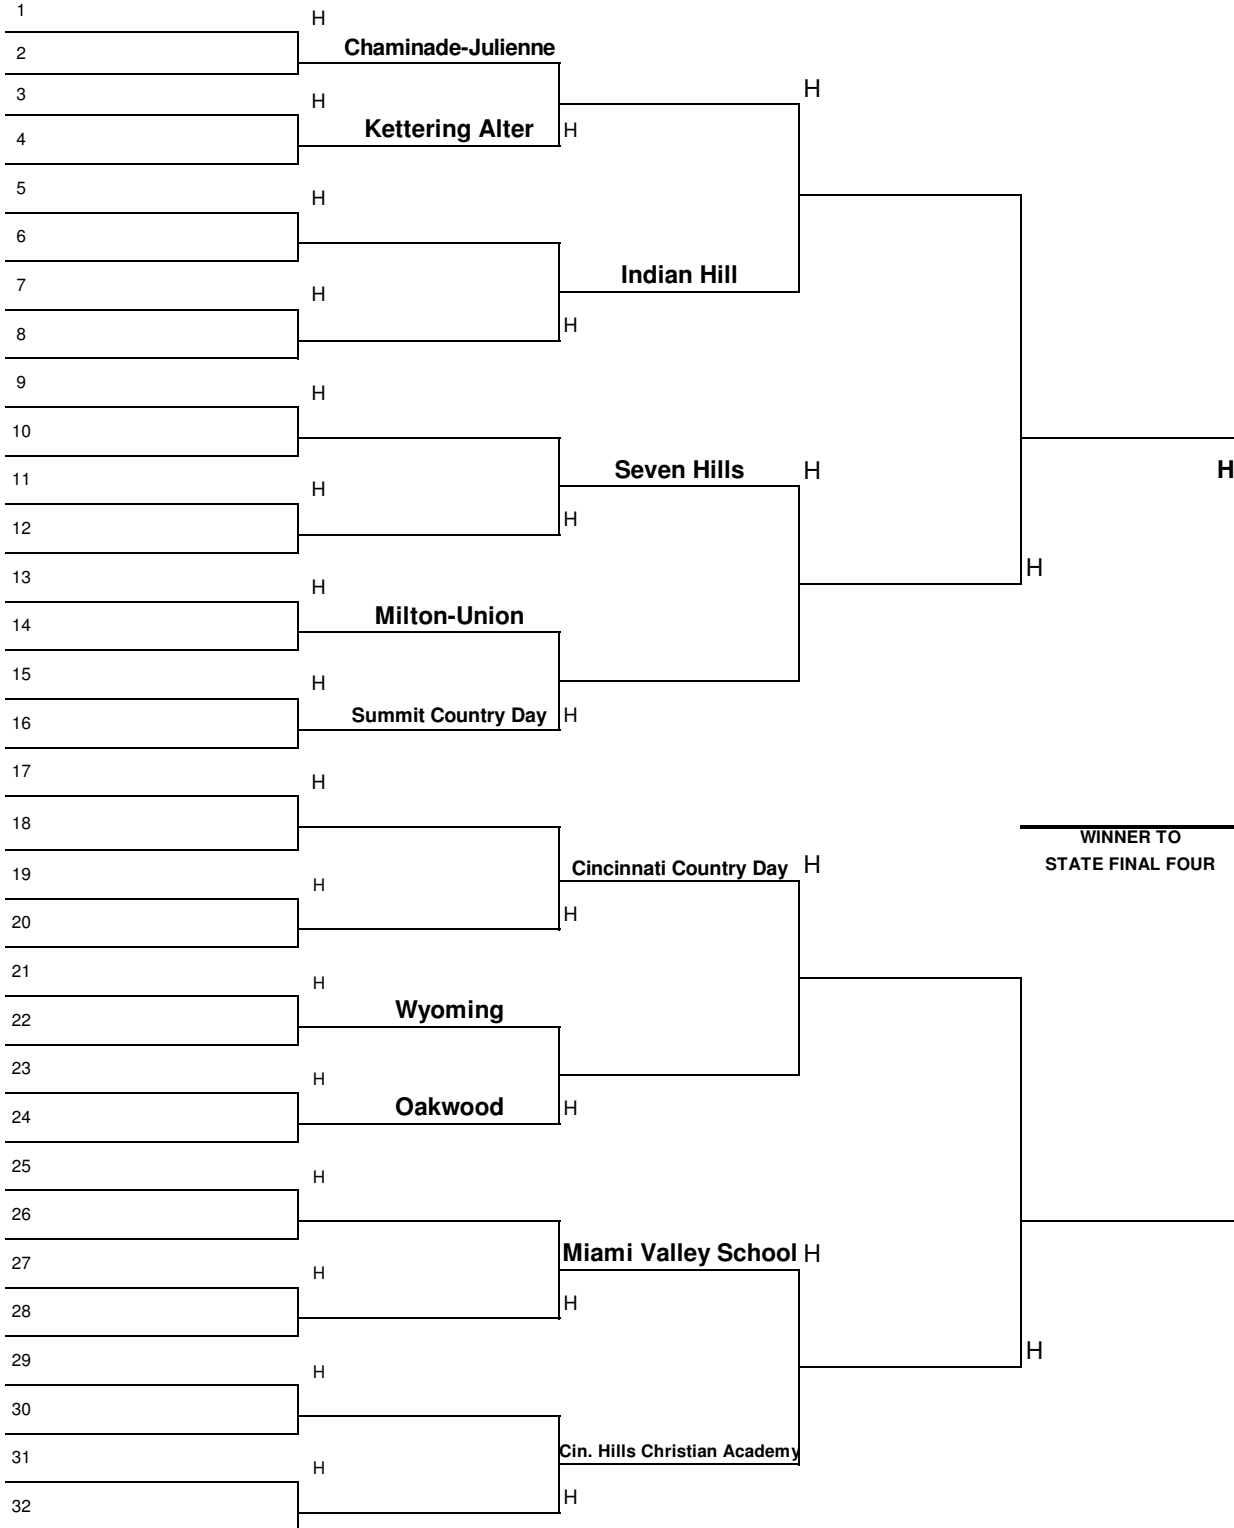 1
H
2
Chaminade-Julienne
3
H
H
4
Kettering Alter
H
5
H
6
7
H
Indian Hill
8
H
9
H
10
11
Seven Hills
H
H
H
12
H
13
H
H
14
Milton-Union
15
H
16
Summit Country Day
H
17
H
18
WINNER TO
19
H
Cincinnati Country Day
H
STATE FINAL FOUR
20
H
21
H
22
Wyoming
23
H
24
Oakwood
H
25
H
26
27
H
Miami Valley School
H
28
H
29
H
H
30
31
H
Cin. Hills Christian Academy
32
H